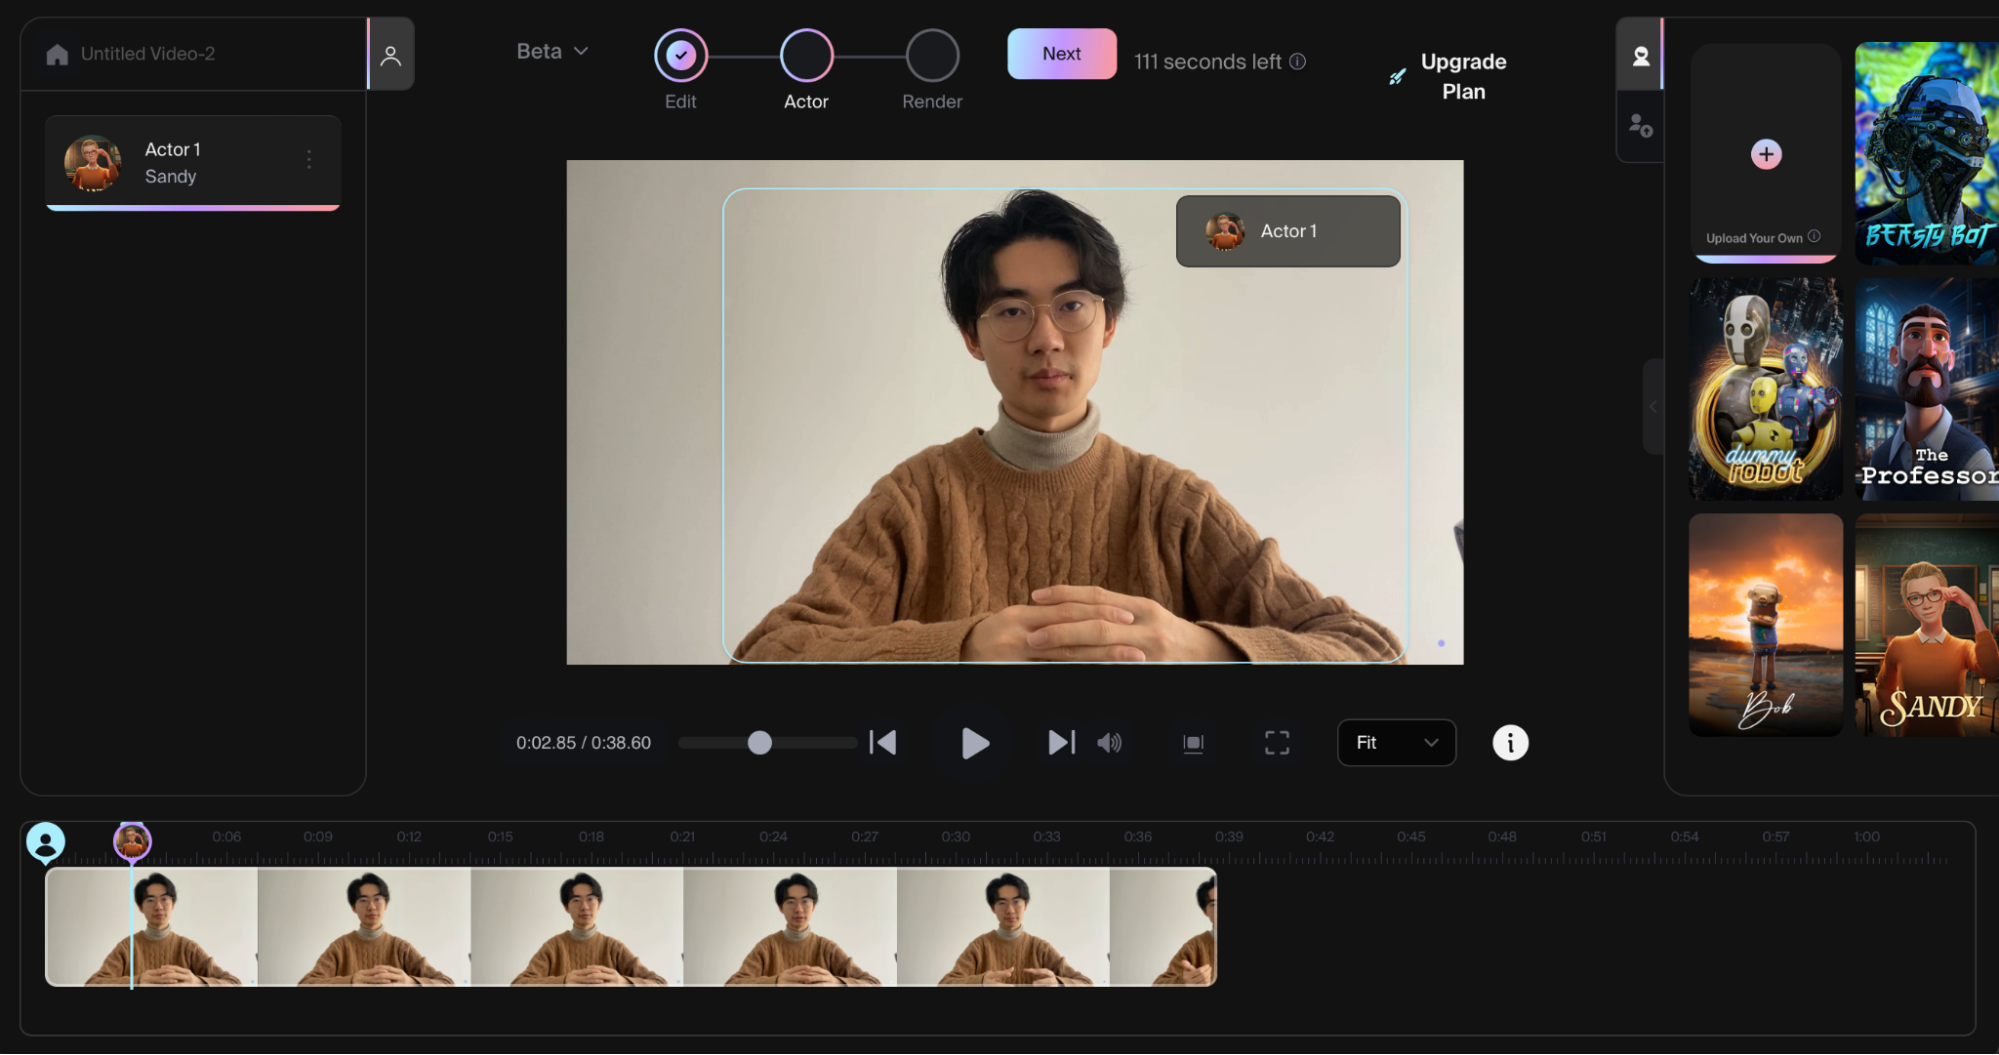 Untitled Video-2
Beta
Edit
Actor
Render
Next
111 seconds left
Upgrade
Plan
Actor 1
Sandy
Actor 1
Upload Your Own
BEASTY BOT
dummy
robot
The
Professor
Bob
SANDY
0:02.85 / 0:38.60
Fit
0:06 0:09 0:12 0:15 0:18 0:21 0:24 0:27 0:30 0:33 0:36 0:39 0:42 0:45 0:48 0:51 0:54 0:57 1:00